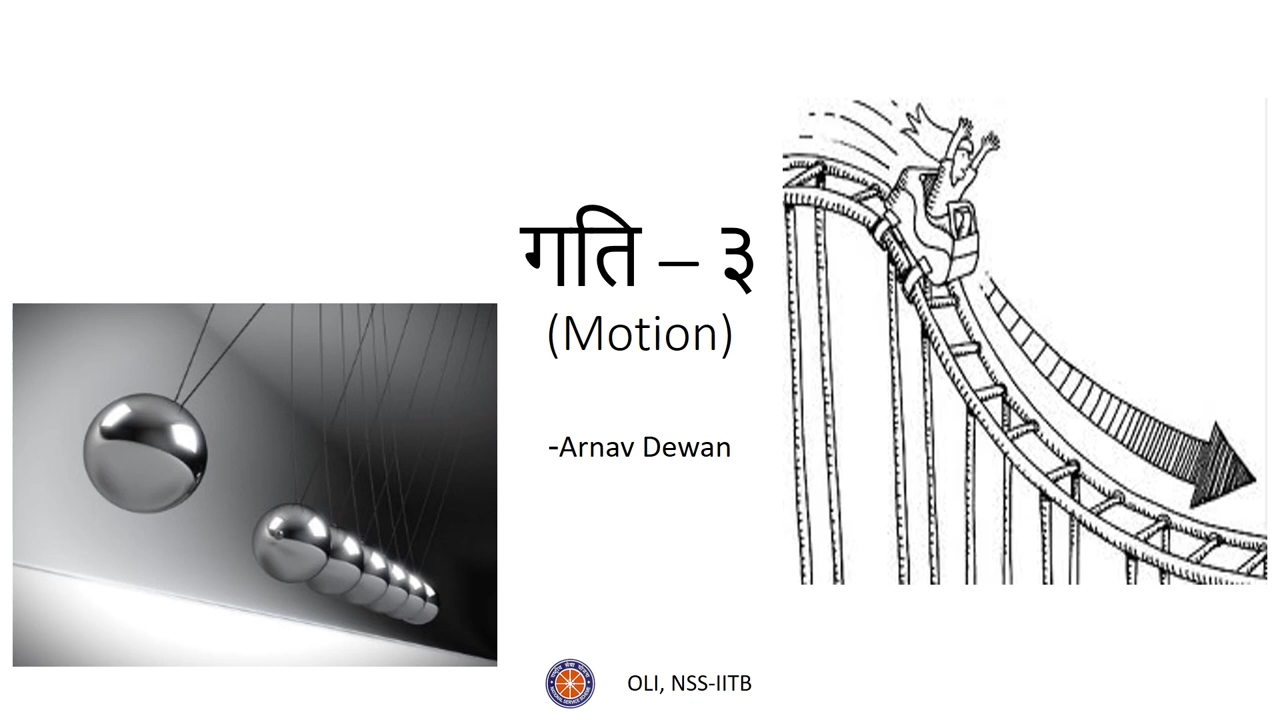 गति – ३
(Motion)
-Arnav Dewan
OLI, NSS-IITB